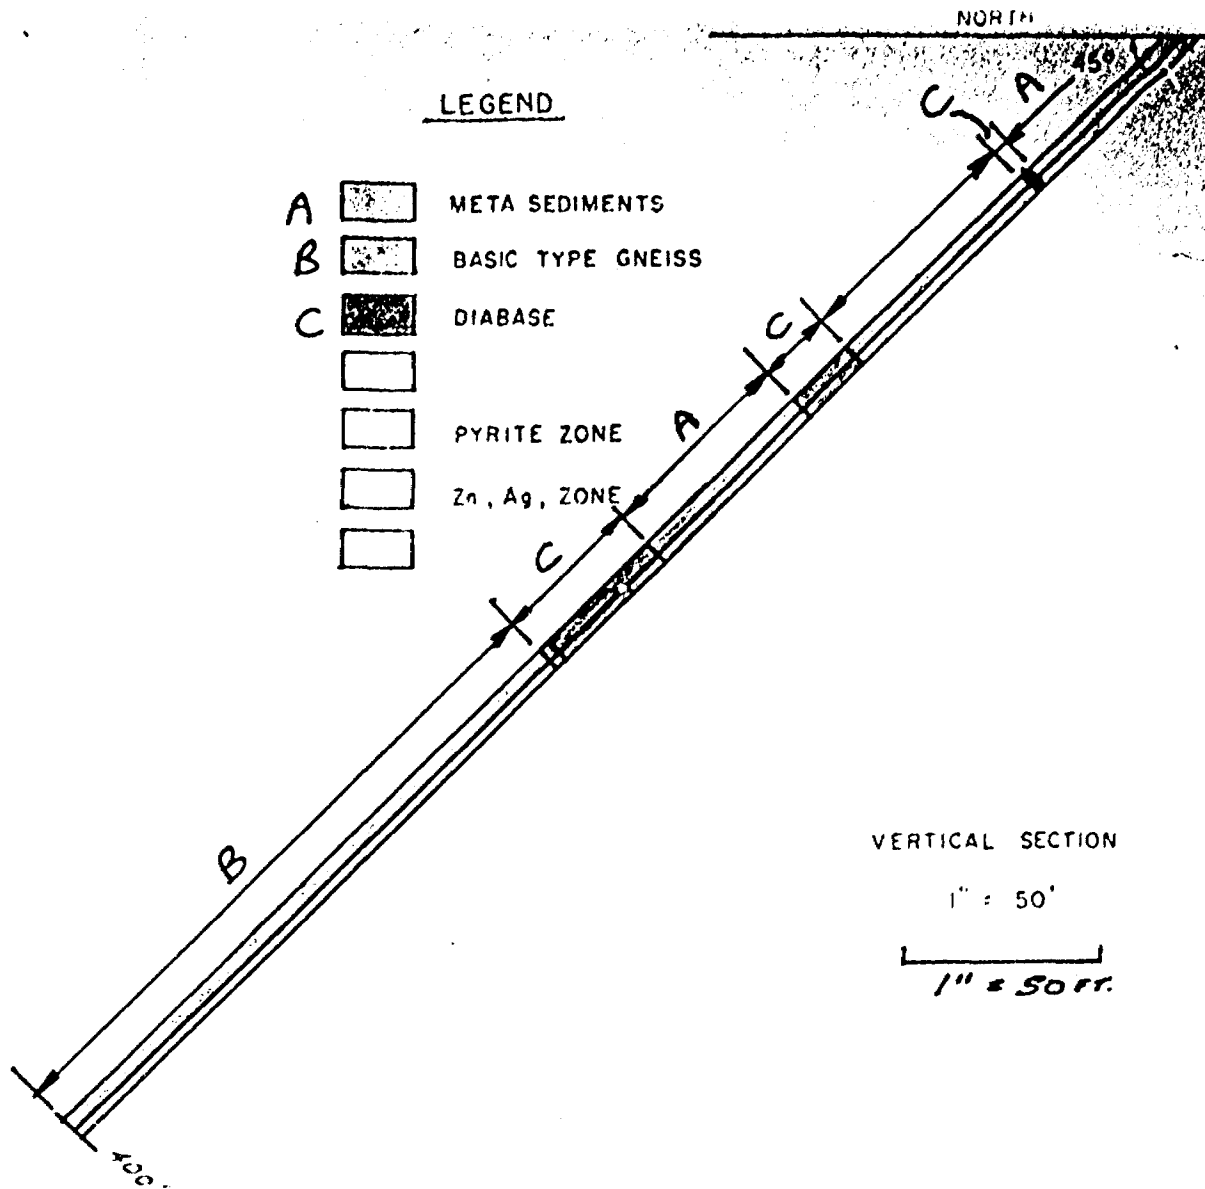 NORTH
45°
LEGEND
A META SEDIMENTS
B BASIC TYPE GNEISS
C DIABASE
PYRITE ZONE
Zn, Ag, ZONE
A
C
C
A
C
B
VERTICAL SECTION
1" = 50'
1" = 50 FT.
400